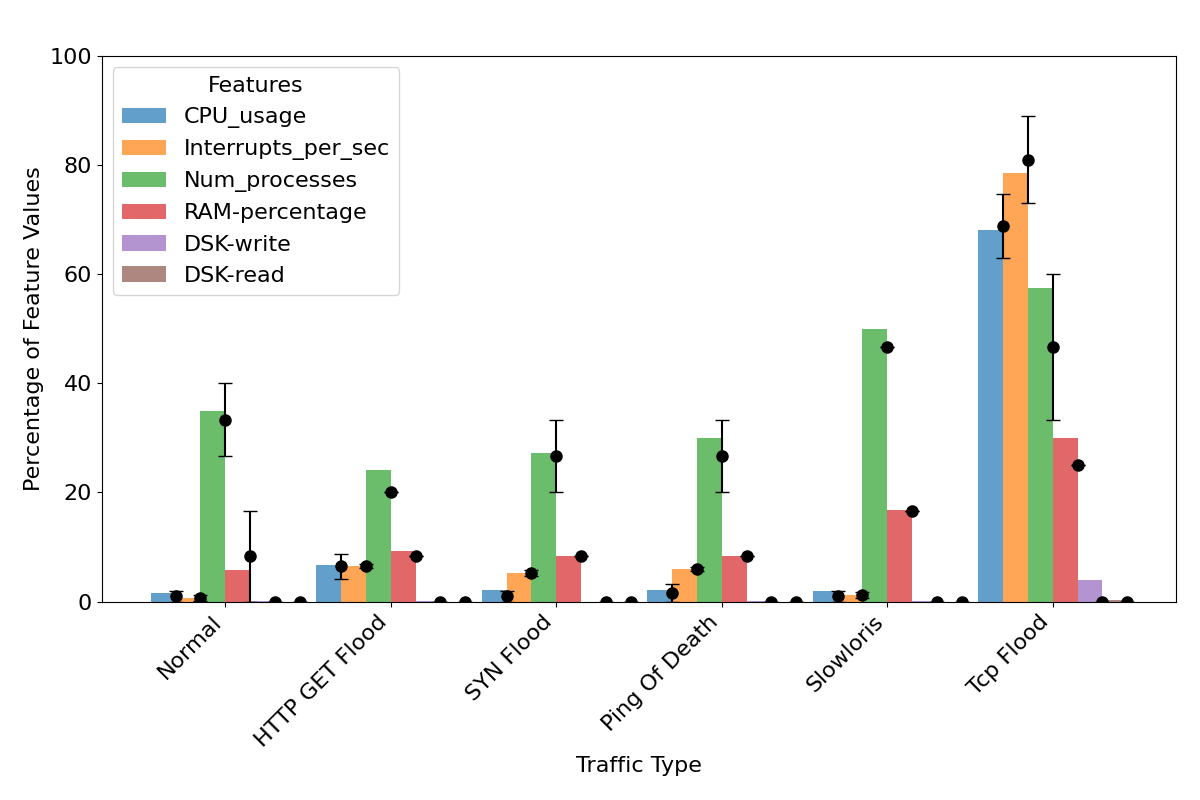 100
80
60
40
20
0
Percentage of Feature Values
Features
CPU_usage
Interrupts_per_sec
Num_processes
RAM-percentage
DSK-write
DSK-read
Normal
HTTP GET Flood
SYN Flood
Ping Of Death
Slowloris
Tcp Flood
Traffic Type